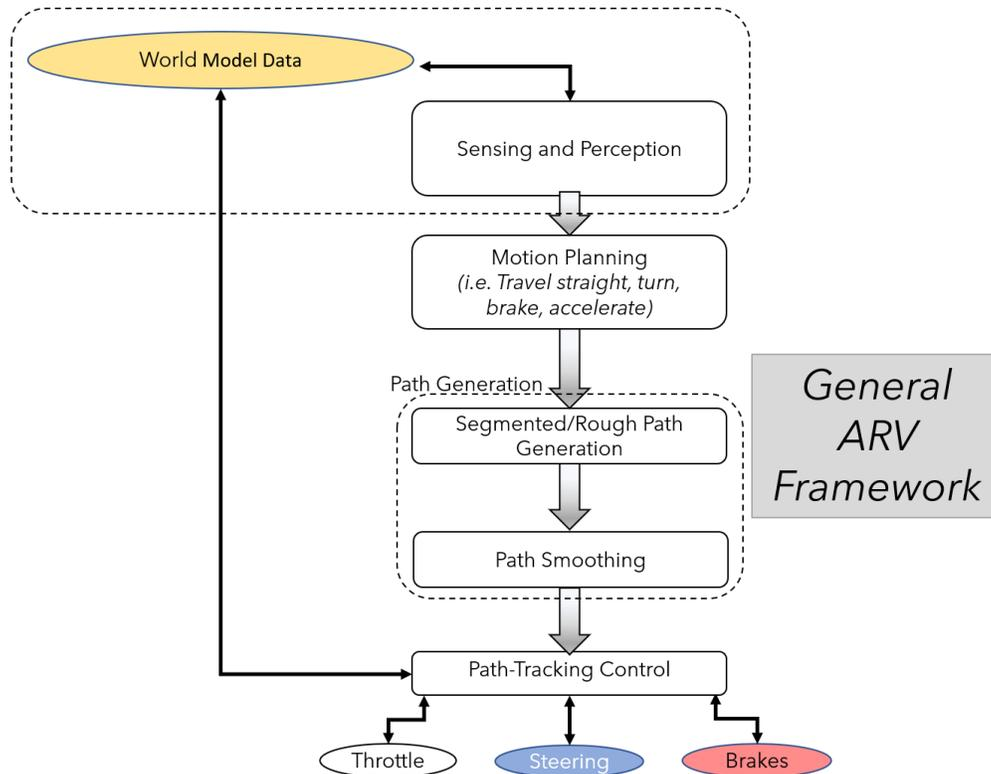 World Model Data
Sensing and Perception
Motion Planning
(i.e. Travel straight, turn,
brake, accelerate)
Path Generation
Segmented/Rough Path
Generation
General
ARV
Framework
Path Smoothing
Path-Tracking Control
Throttle
Steering
Brakes